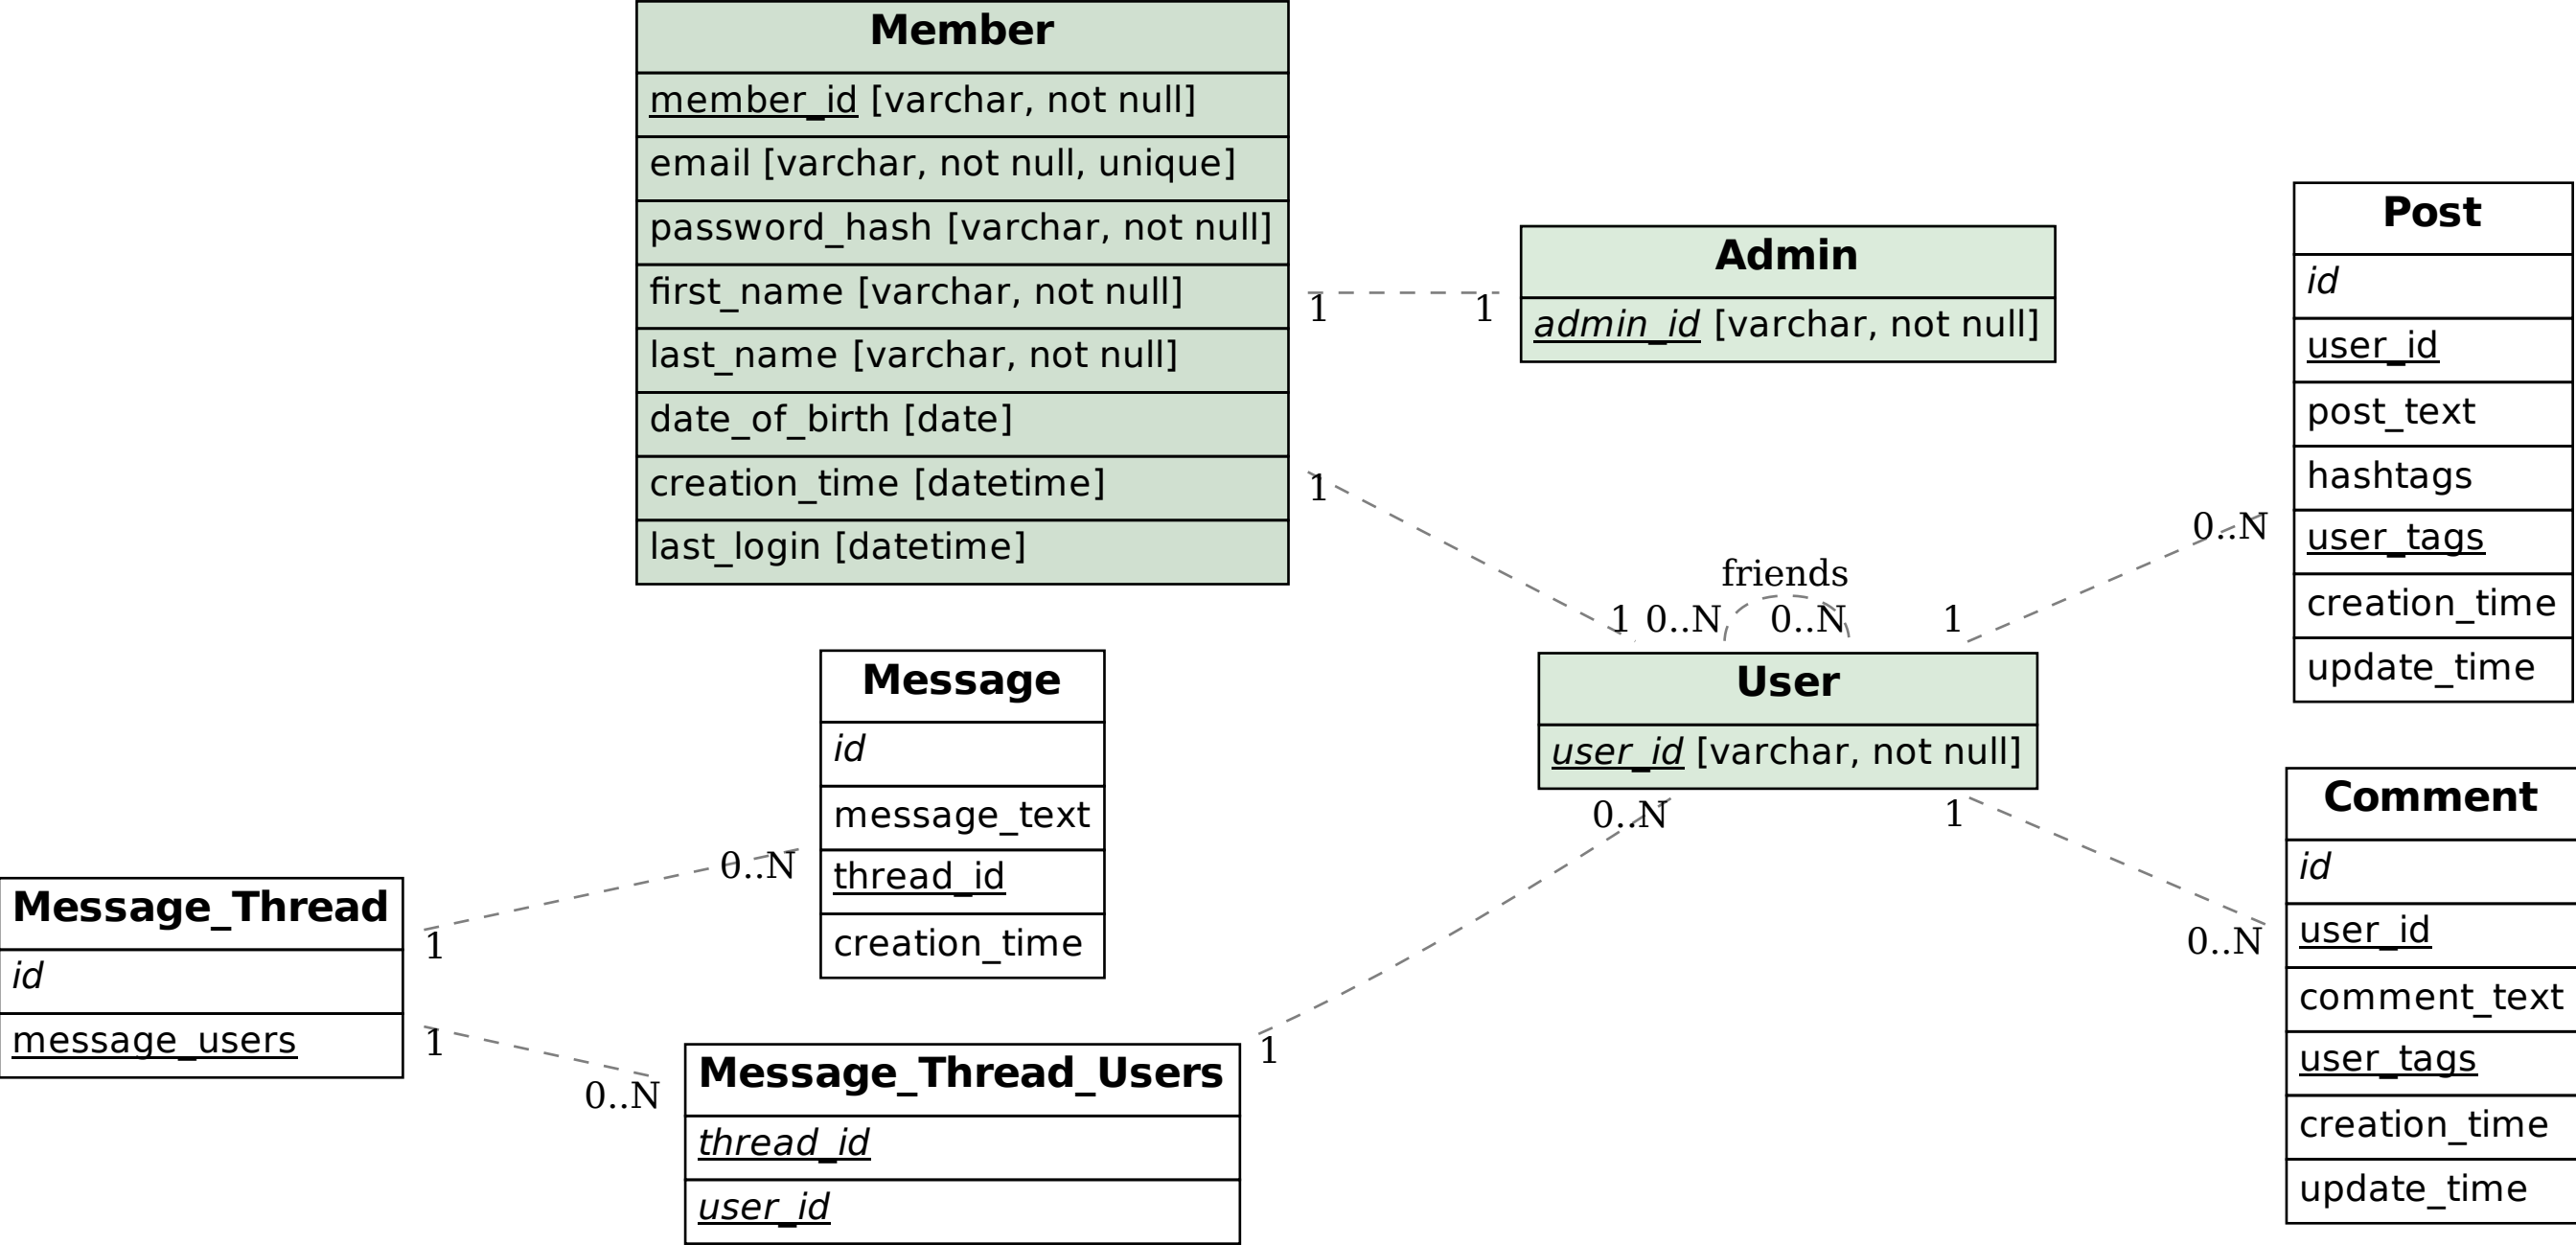 Member
member_id [varchar, not null]
email [varchar, not null, unique]
password_hash [varchar, not null]
first_name [varchar, not null]
last_name [varchar, not null]
date_of_birth [date]
creation_time [datetime]
last_login [datetime]
1
1
Admin
admin_id [varchar, not null]
1
1
friends
0..N
0..N
User
user_id [varchar, not null]
1
0..N
Post
id
user_id
post_text
hashtags
user_tags
creation_time
update_time
1
0..N
Comment
id
user_id
comment_text
user_tags
creation_time
update_time
Message
id
message_text
thread_id
creation_time
0..N
1
Message_Thread
id
message_users
1
0..N
Message_Thread_Users
thread_id
user_id
1
0..N